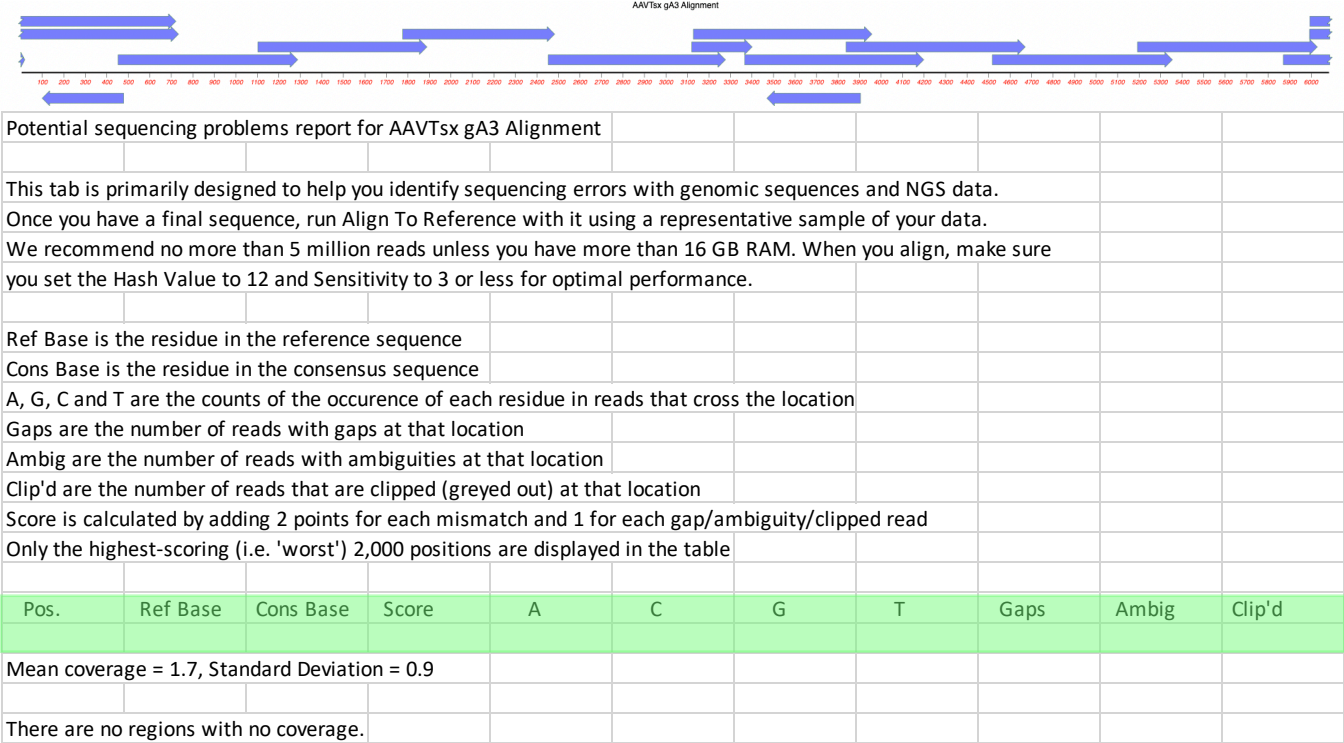 AAVTsx gA3 Alignment
100 200 300 400 500 600 700 800 900 1000 1100 1200 1300 1400 1500 1600 1700 1800 1900 2000 2100 2200 2300 2400 2500 2600 2700 2800 2900 3000 3100 3200 3300 3400 3500 3600 3700 3800 3900 4000 4100 4200 4300 4400 4500 4600 4700 4800 4900 5000 5100 5200 5300 5400 5500 5600 5700 5800 5900 6000
Potential sequencing problems report for AAVTsx gA3 Alignment
This tab is primarily designed to help you identify sequencing errors with genomic sequences and NGS data.
Once you have a final sequence, run Align To Reference with it using a representative sample of your data.
We recommend no more than 5 million reads unless you have more than 16 GB RAM. When you align, make sure
you set the Hash Value to 12 and Sensitivity to 3 or less for optimal performance.
Ref Base is the residue in the reference sequence
Cons Base is the residue in the consensus sequence
A, G, C and T are the counts of the occurence of each residue in reads that cross the location
Gaps are the number of reads with gaps at that location
Ambig are the number of reads with ambiguities at that location
Clip'd are the number of reads that are clipped (greyed out) at that location
Score is calculated by adding 2 points for each mismatch and 1 for each gap/ambiguity/clipped read
Only the highest-scoring (i.e. 'worst') 2,000 positions are displayed in the table
Pos. Ref Base Cons Base Score A C G T Gaps Ambig Clip'd
Mean coverage = 1.7, Standard Deviation = 0.9
There are no regions with no coverage.